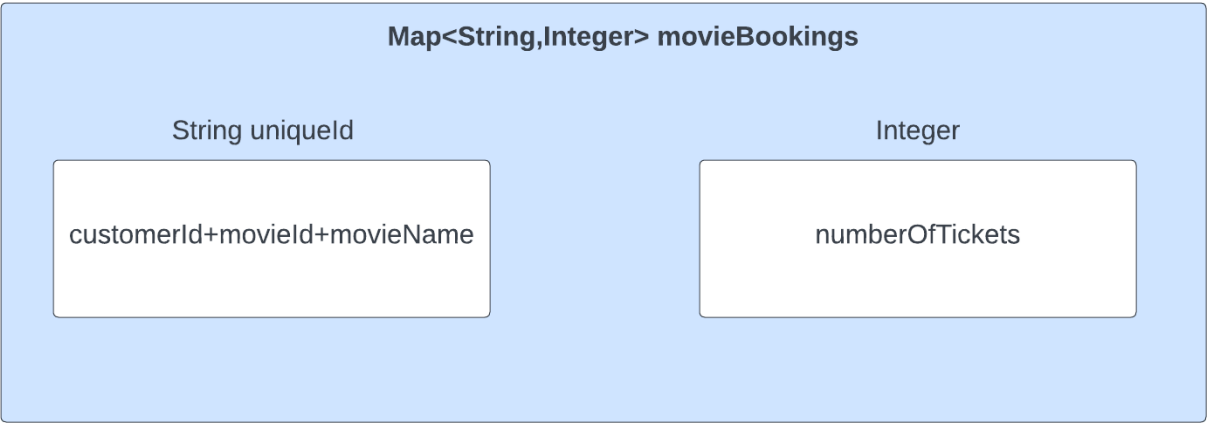 Map<String,Integer> movieBookings
String uniqueId
Integer
customerId+movieId+movieName
numberOfTickets